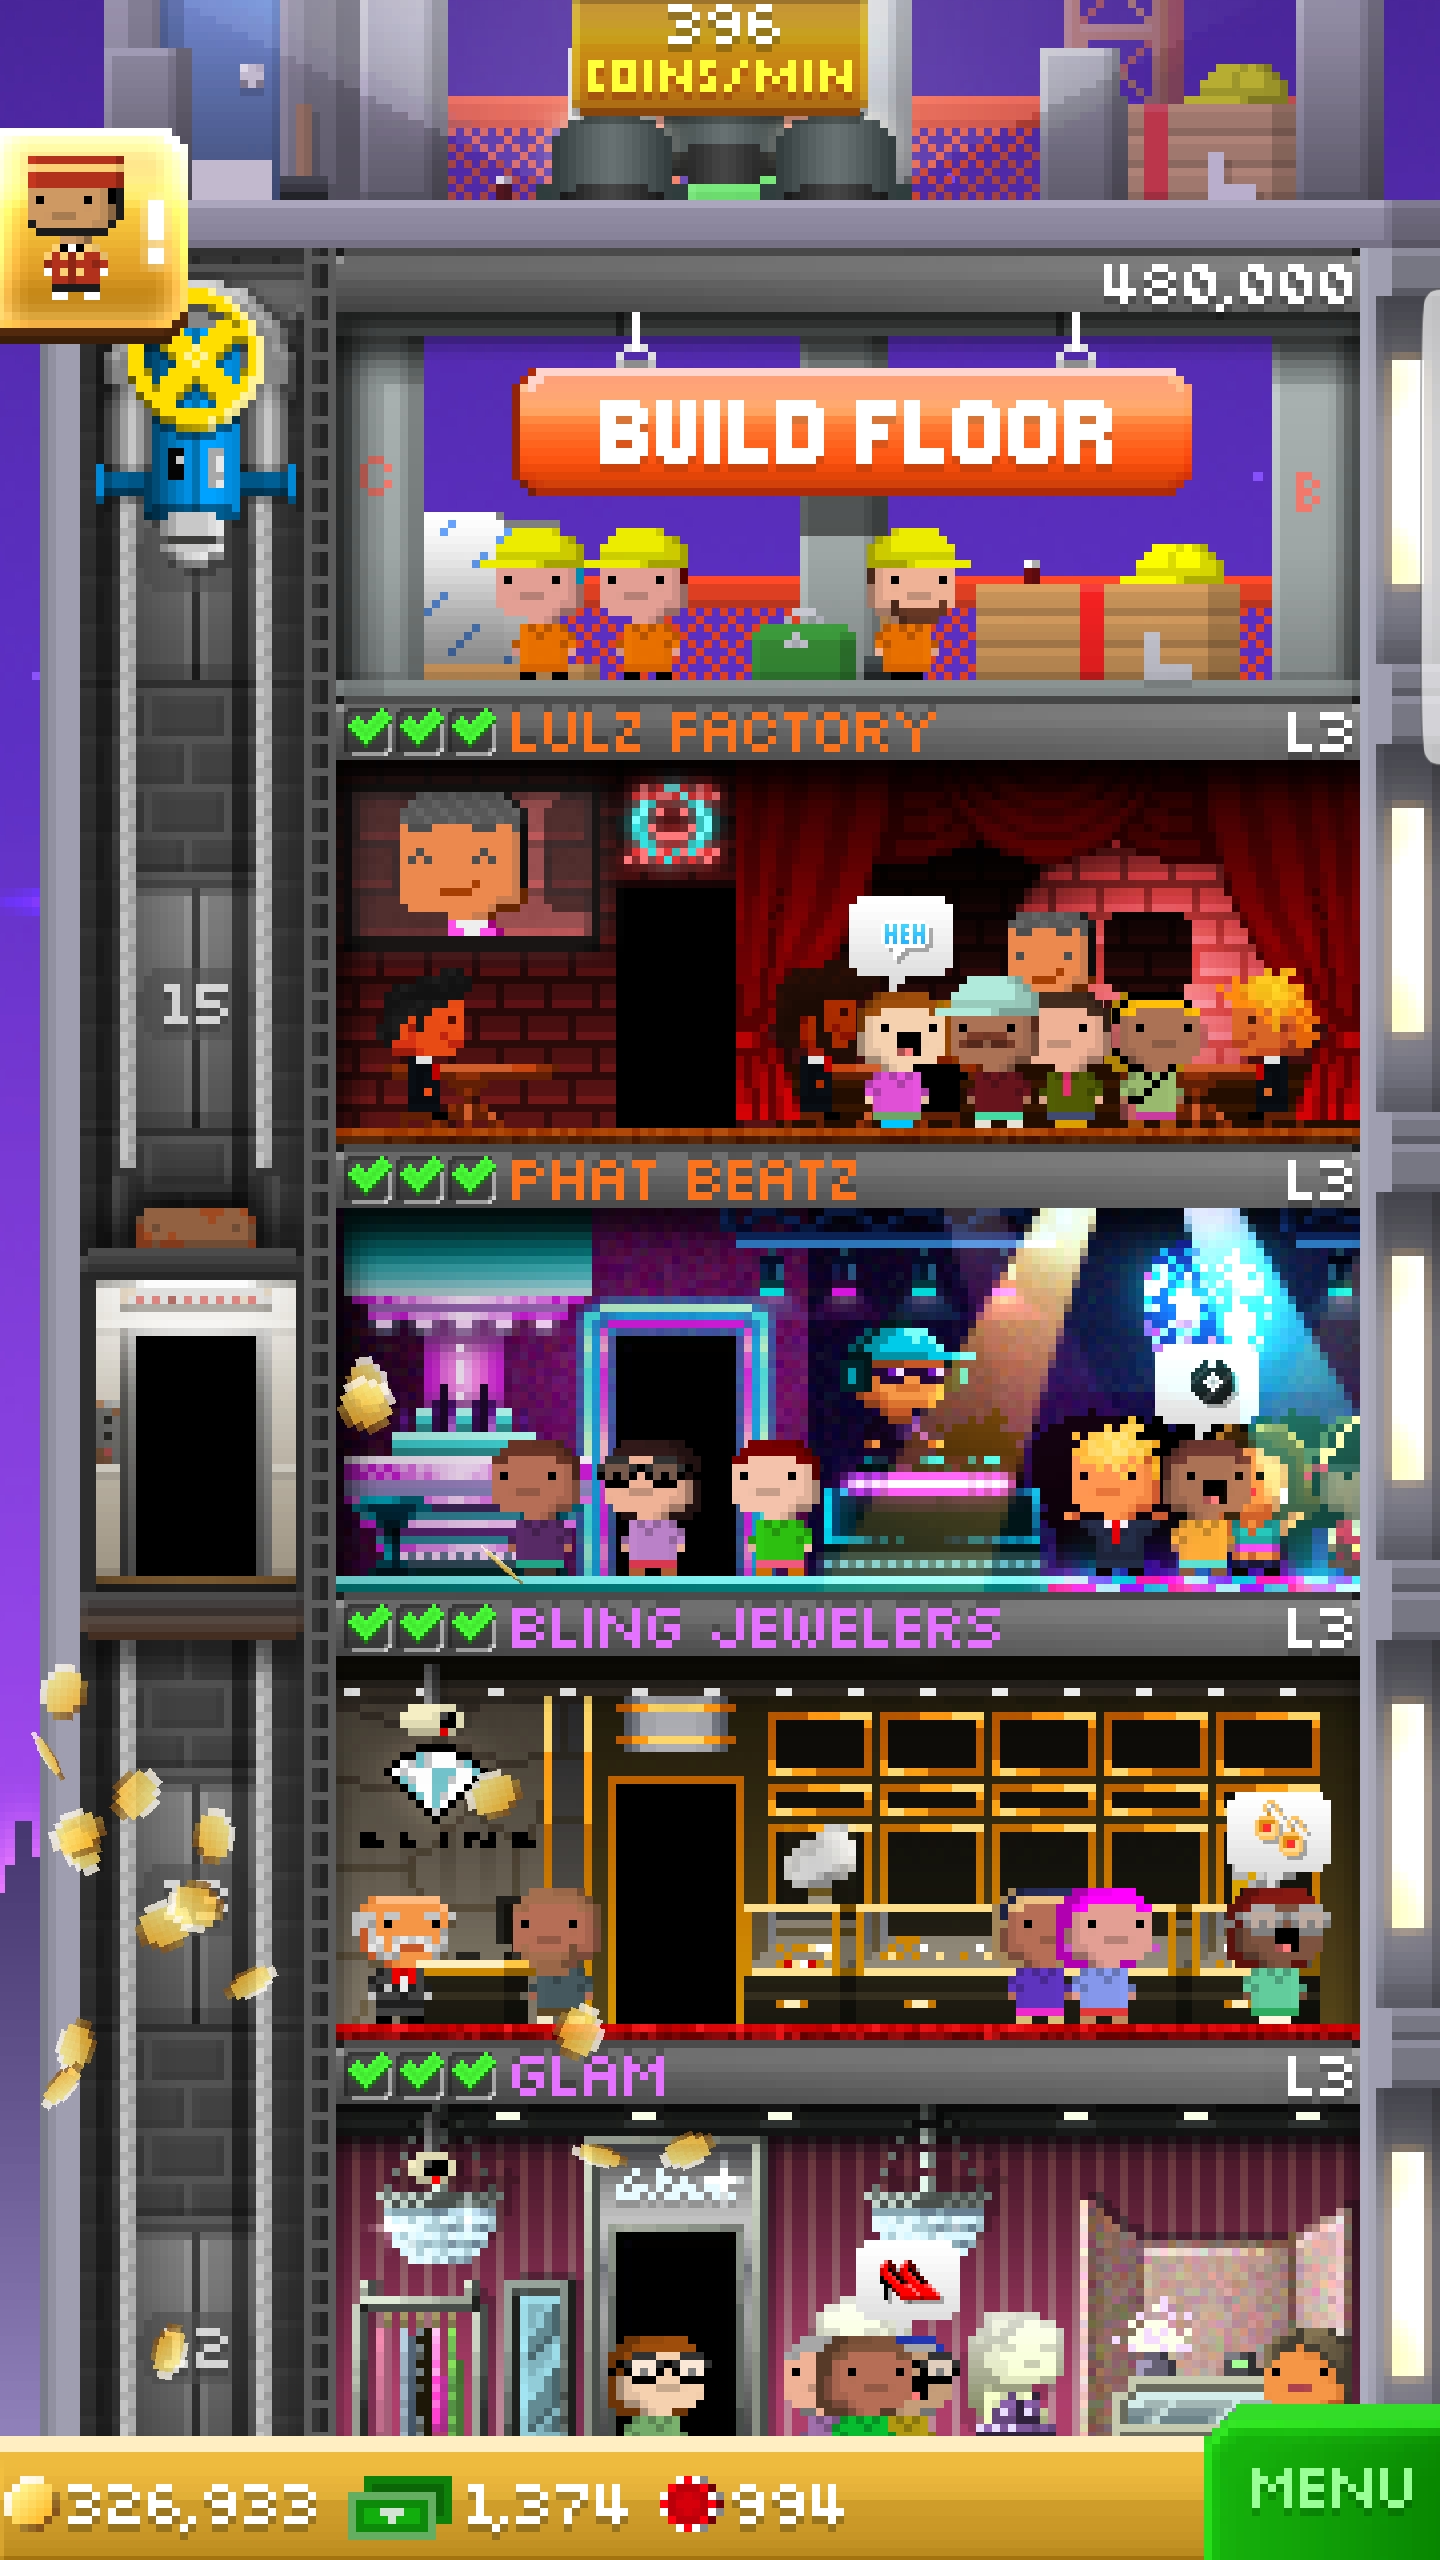 396
COINS/MIN
!
480,000
BUILD FLOOR
C
B
LULZ FACTORY L3
HEH
15
PHAT BEATZ L3
BLING JEWELERS L3
BLING
GLAM L3
326,933 1,374 994
MENU